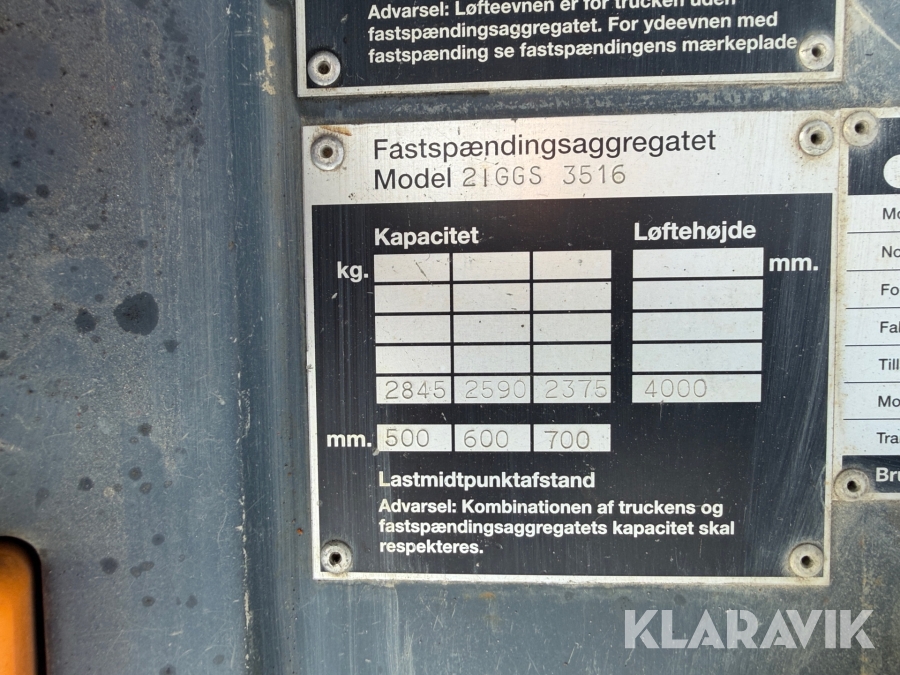 Advarsel: Løfteevnen er for trucken uden
fastspændingsaggregatet. For ydeevnen med
fastspænding se fastspændingens mærkeplade
Fastspændingsaggregatet
Model 21GGS 3516
Kapacitet
Løftehøjde
kg.
mm.
2845 2590 2375 4000
mm. 500 600 700
Lastmidtpunktafstand
Advarsel: Kombinationen af truckens og
fastspændingsaggregatets kapacitet skal
respekteres.
KLARAVIK